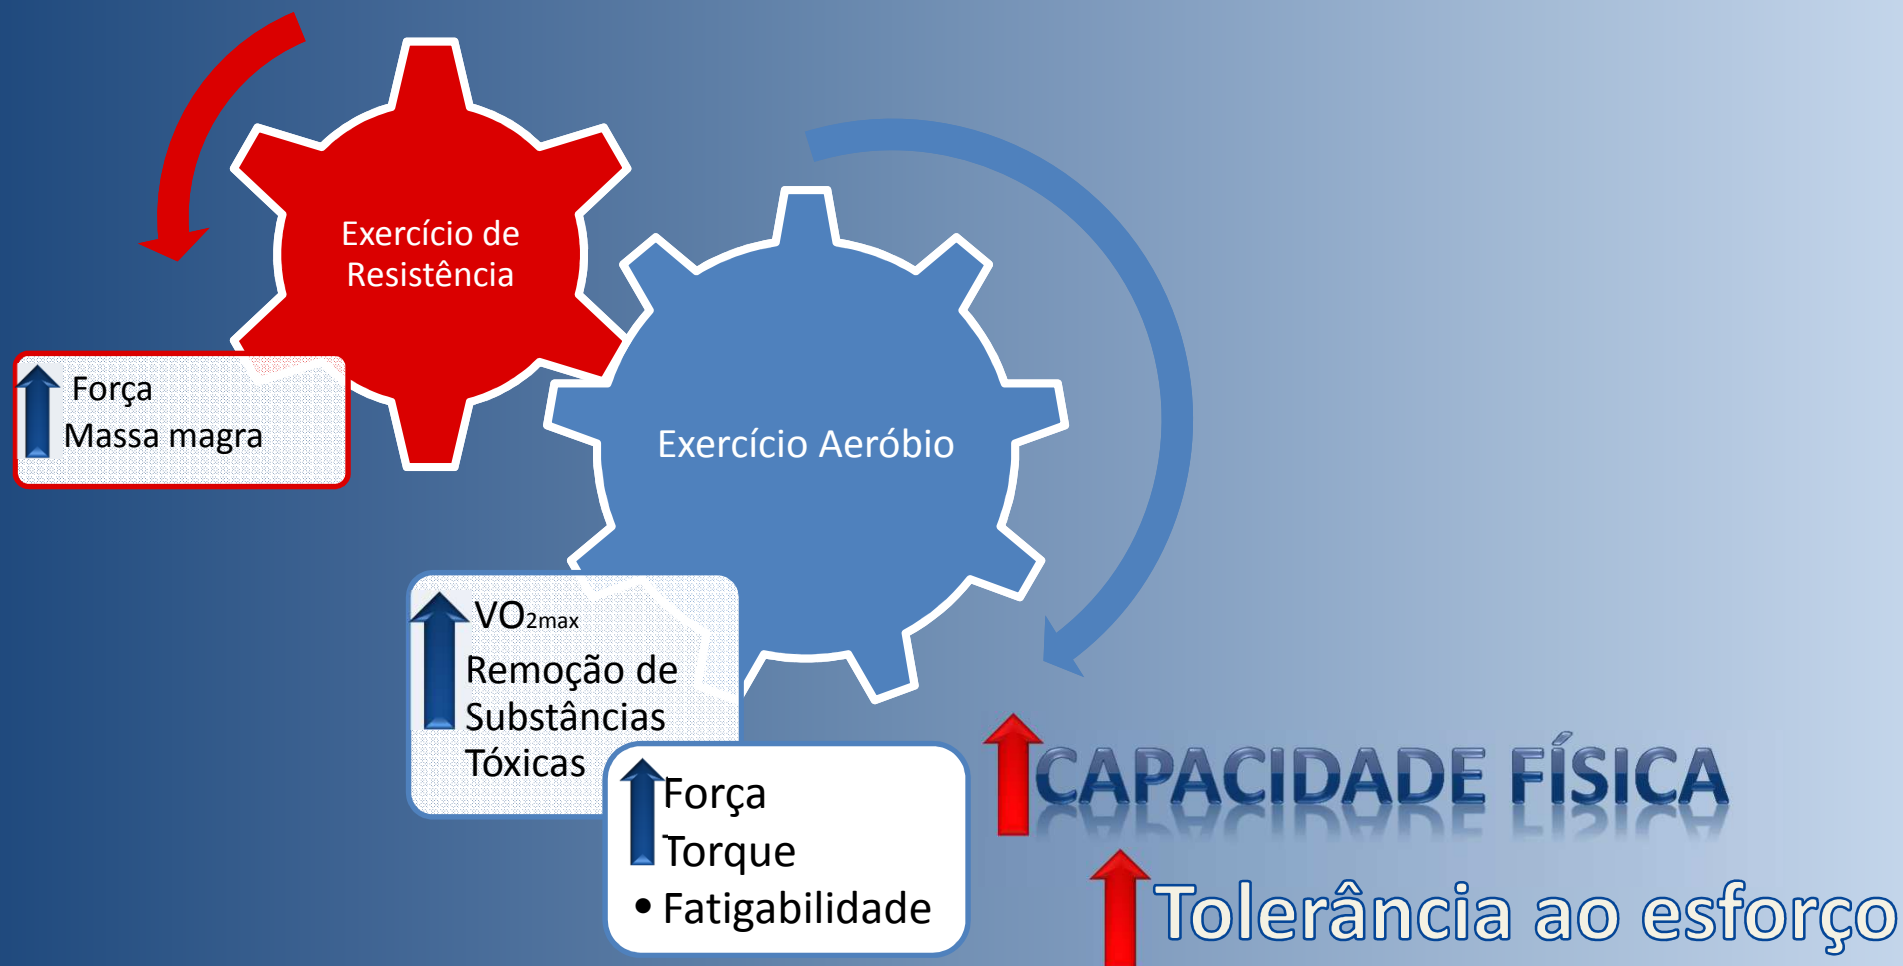 Exercício de
Resistência
Força
Massa magra
Exercício Aeróbio
VO2max
Remoção de
Substâncias
Tóxicas
Força
Torque
• Fatigabilidade
CAPACIDADE FÍSICA
Tolerância ao esforço